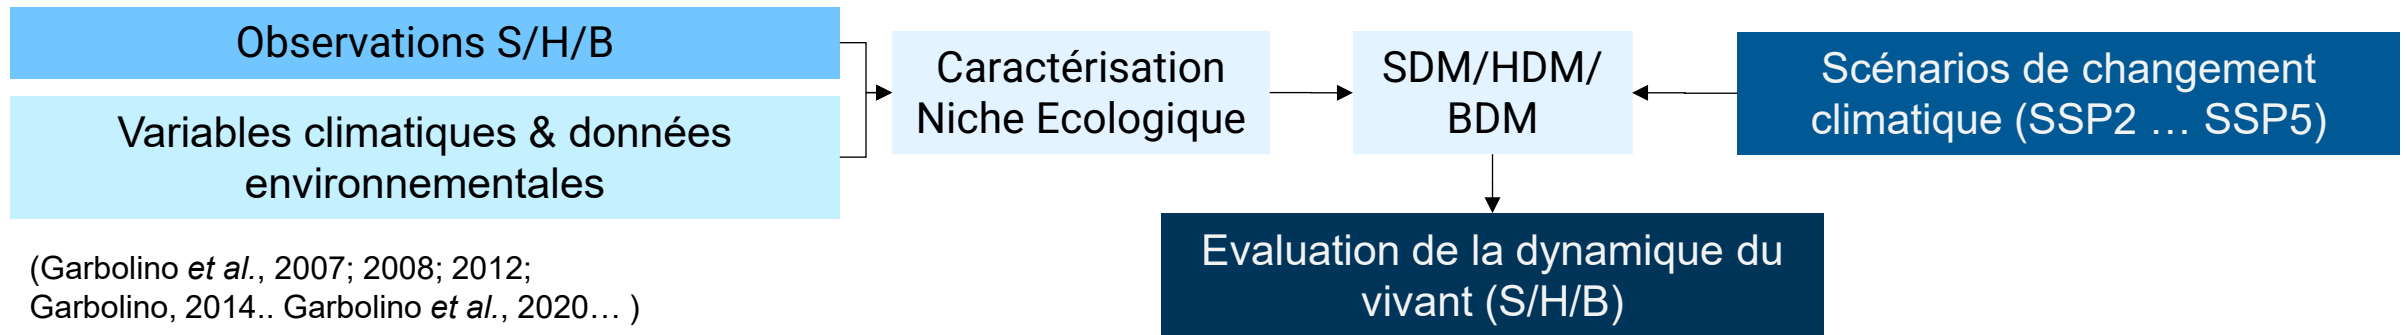 Observations S/H/B
Variables climatiques & données
environnementales
Caractérisation
Niche Ecologique
SDM/HDM/
BDM
Scénarios de changement
climatique (SSP2 … SSP5)
Evaluation de la dynamique du
vivant (S/H/B)
(Garbolino et al., 2007; 2008; 2012;
Garbolino, 2014.. Garbolino et al., 2020… )